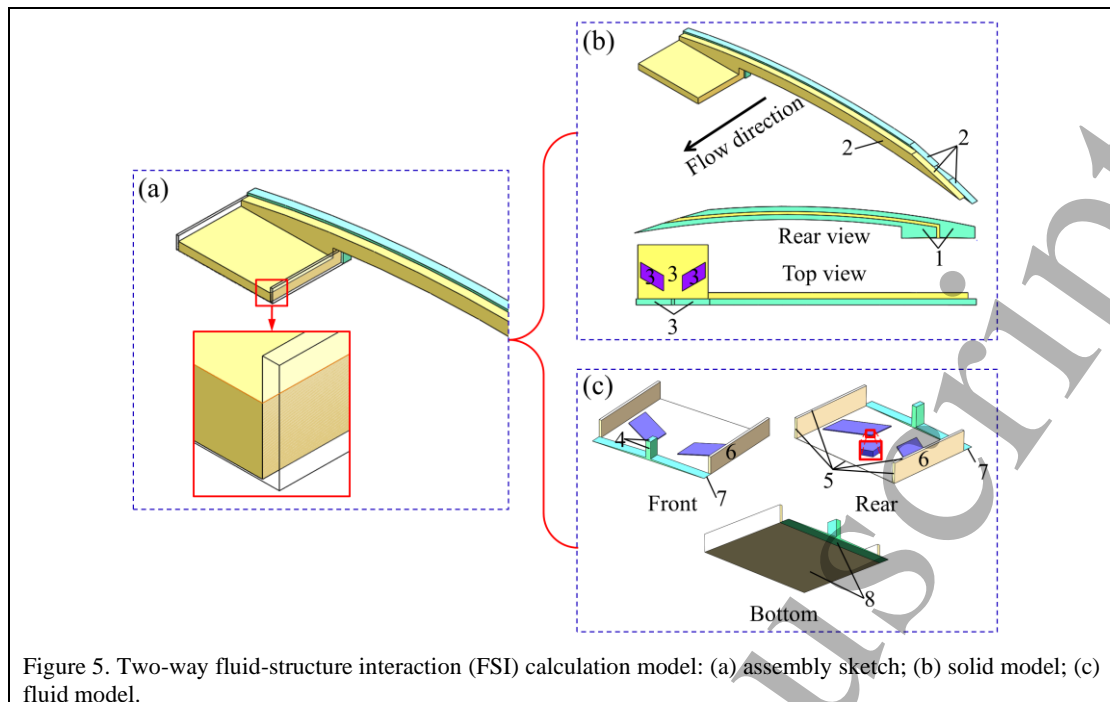 (a)
(b)
Flow direction
2
2
Rear view
1
3
3
3
Top view
3
(c)
4
6
7
Front
5
6
7
Rear
8
Bottom
uscript
Figure 5. Two-way fluid-structure interaction (FSI) calculation model: (a) assembly sketch; (b) solid model; (c)
fluid model.